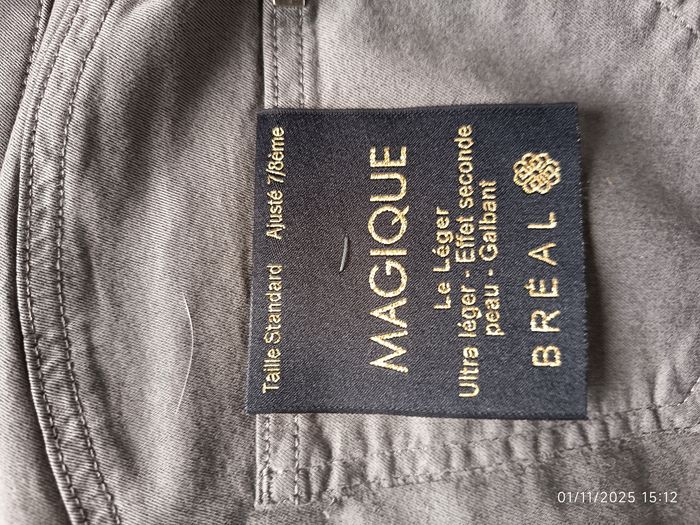 Taille Standard Ajusté 7/8ème
MAGIQUE
Le Léger
Ultra léger - Effet seconde
peau - Galbant
BRÉAL
01/11/2025 15:12